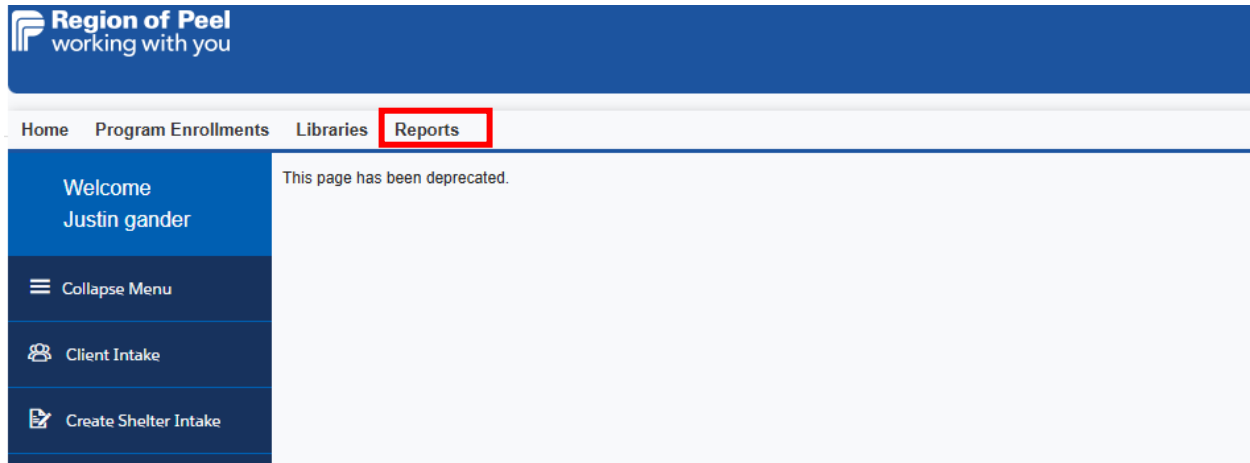 Region of Peel
working with you
Home Program Enrollments Libraries Reports
Welcome
Justin gander
This page has been deprecated.
Collapse Menu
Client Intake
Create Shelter Intake